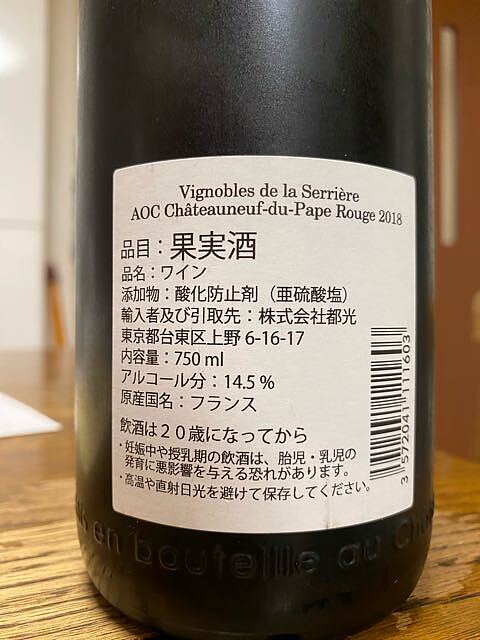 Vignobles de la Serrière
AOC Châteauneuf-du-Pape Rouge 2018
品目：果実酒
品名：ワイン
添加物：酸化防止剤（亜硫酸塩）
輸入者及び引取先：株式会社都光
東京都台東区上野 6-16-17
内容量：750 ml
アルコール分：14.5 %
原産国名：フランス
飲酒は２０歳になってから
・妊娠中や授乳期の飲酒は、胎児・乳児の
発育に悪影響を与える恐れがあります。
・高温や直射日光を避けて保存してください。
3 572041 111603
en bouteille au